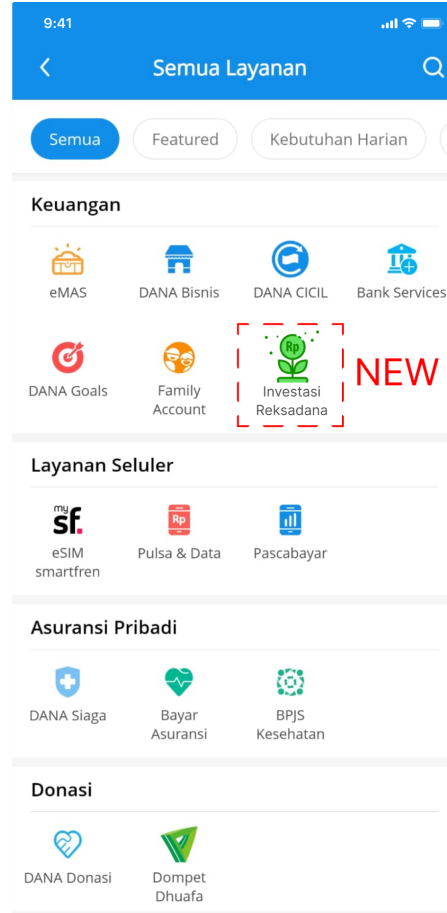 9:41
Semua Layanan
Semua
Featured
Kebutuhan Harian
Keuangan
eMAS
DANA Bisnis
DANA CICIL
Bank Services
DANA Goals
Family
Account
Rp
Investasi
Reksadana
NEW
Layanan Seluler
my
sf.
eSIM
smartfren
Rp
Pulsa & Data
Pascabayar
Asuransi Pribadi
DANA Siaga
Bayar
Asuransi
BPJS
Kesehatan
Donasi
DANA Donasi
Dompet
Dhuafa